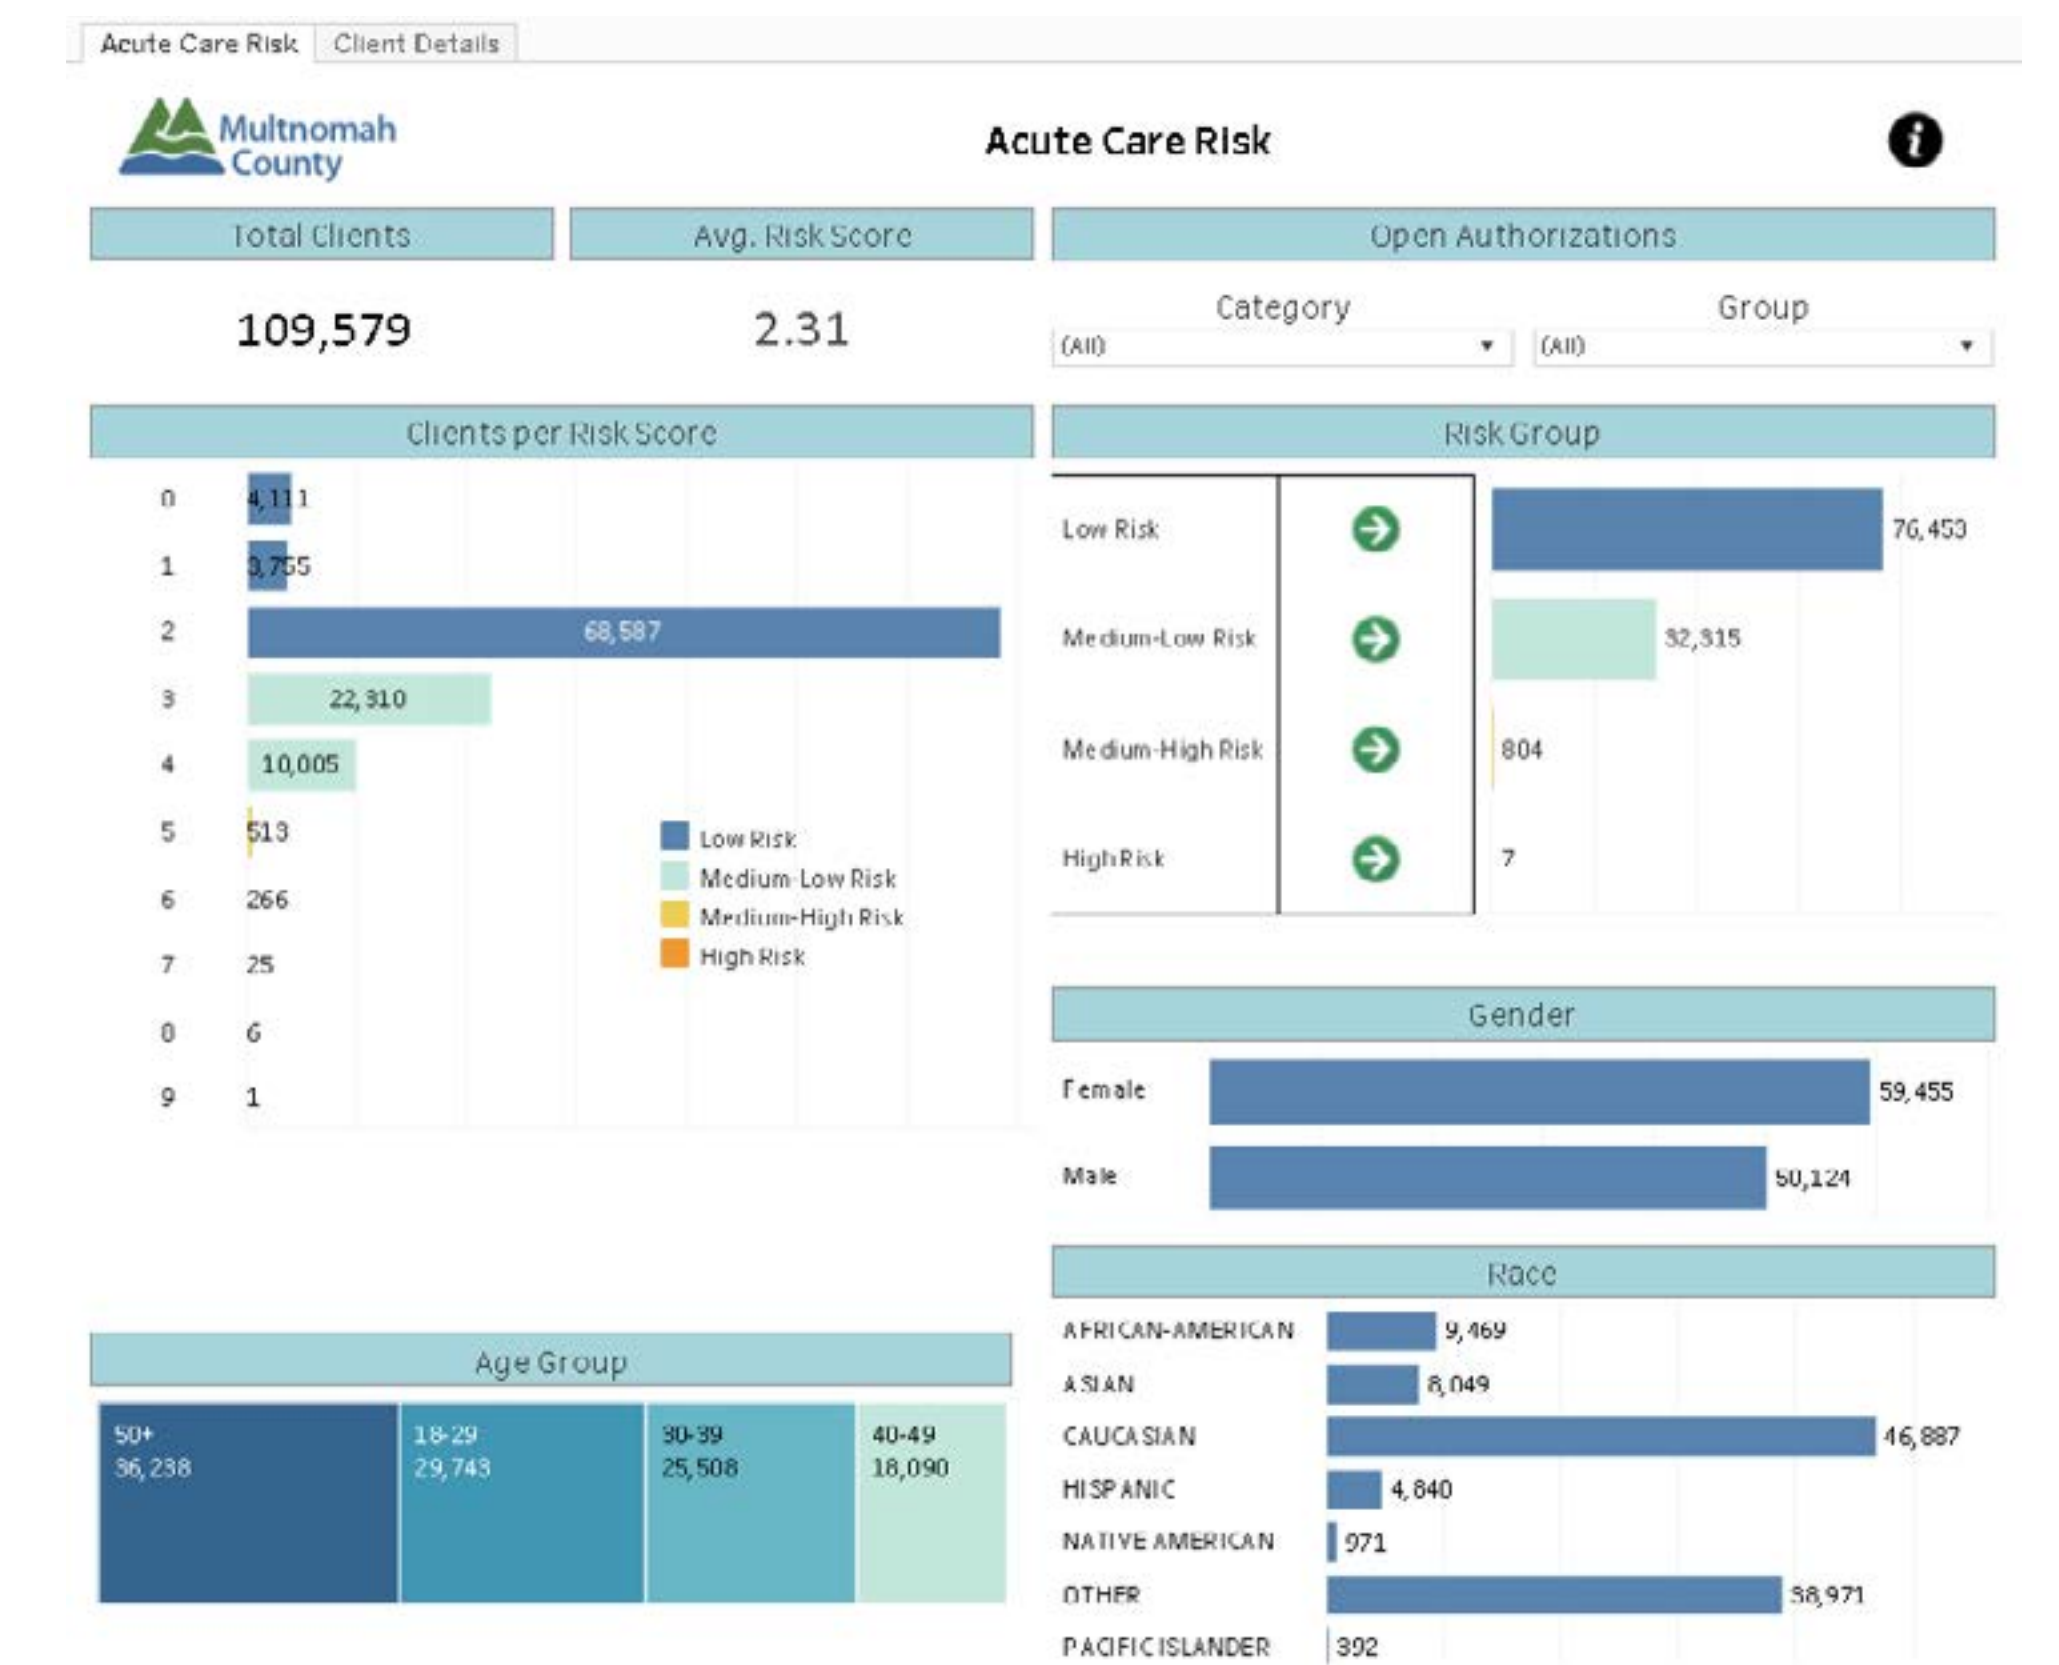 Acute Care Risk
Client Details
Multnomah
County
Acute Care Risk
Total Clients
Avg. Risk Score
Open Authorizations
109,579
2.31
Category
(All)
Group
(All)
Clients per Risk Score
0 4,111
1 3,755
2 68,587
3 22,310
4 10,005
5 513
6 266
7 25
8 6
9 1
Low Risk
Medium-Low Risk
Medium-High Risk
High Risk
Risk Group
Low Risk 76,453
Medium-Low Risk 32,315
Medium-High Risk 804
High Risk 7
Gender
Female 59,455
Male 50,124
Age Group
50+
36,238
18-29
29,743
30-39
25,508
40-49
18,090
Race
AFRICAN-AMERICAN 9,469
ASIAN 8,049
CAUCASIAN 46,887
HISPANIC 4,840
NATIVE AMERICAN 971
OTHER 38,971
PACIFIC ISLANDER 392